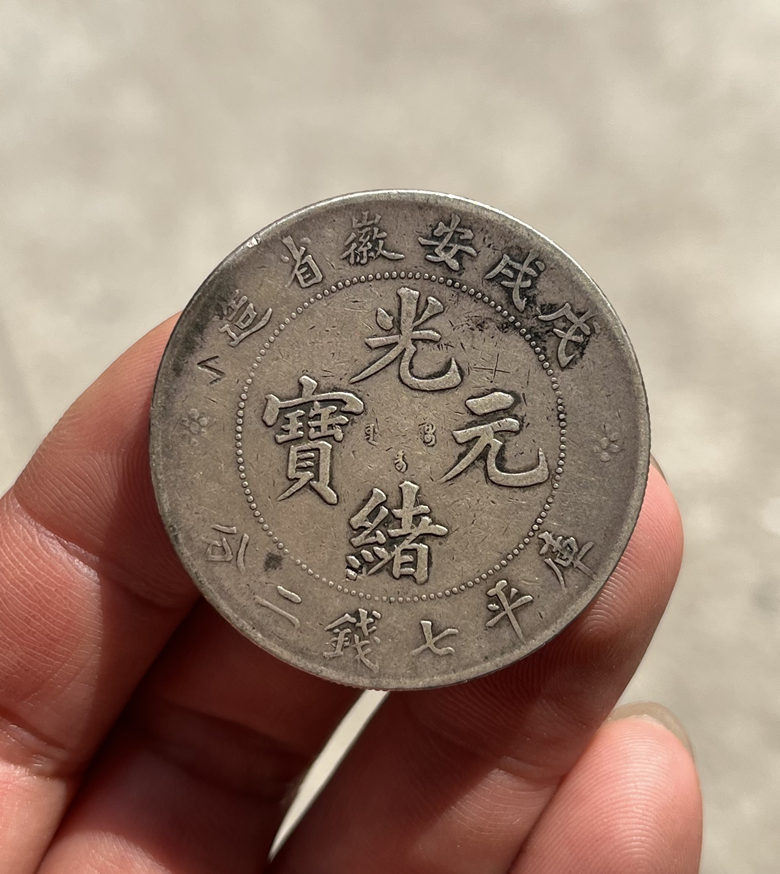 戊戌安徽省造
光緒元寶
庫平七錢二分